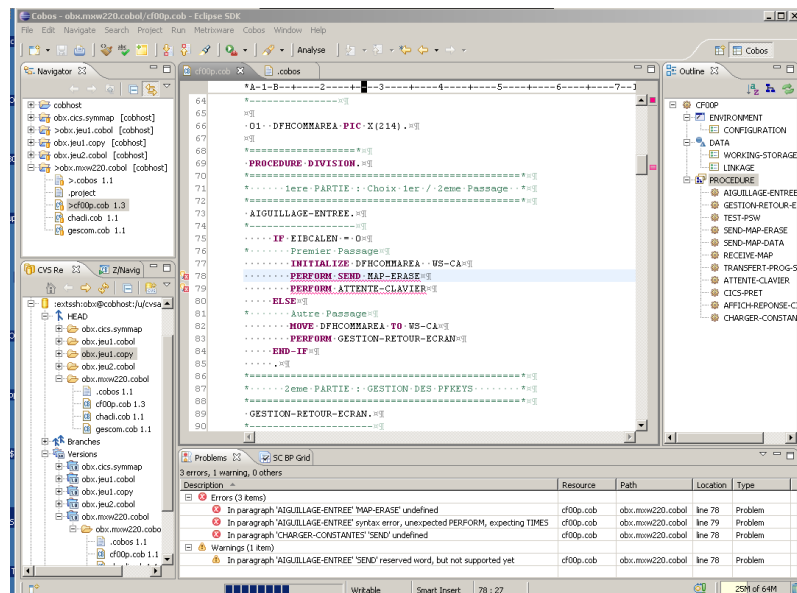 Cobos - obx.mxw220.cobol/cf00p.cob - Eclipse SDK
File Edit Navigate Search Project Run Metrixware Cobos Window Help
Analyse
Cobos
Navigator
cobhost
obx.cics.symmap [cobhost]
>obx.jeu1.cobol [cobhost]
obx.jeu1.copy [cobhost]
obx.jeu2.cobol [cobhost]
>obx.mxw220.cobol [cobhost]
>.cobos 1.1
.project
>cf00p.cob 1.3
chacli.cob 1.1
gescom.cob 1.1
CVS Re
Z/Navig
:extssh:obx@cobhost:/u/cvsa
HEAD
obx.cics.symmap
obx.jeu1.cobol
obx.jeu1.copy
obx.jeu2.cobol
obx.mxw220.cobol
.cobos 1.1
cf00p.cob 1.3
chacli.cob 1.1
gescom.cob 1.1
Branches
Versions
obx.cics.symmap
obx.jeu1.cobol
obx.jeu1.copy
obx.jeu2.cobol
obx.mxw220.cobol
obx.mxw220.cobo
.cobos 1.1
cf00p.cob 1.1
cf00p.cob
.cobos
*A-1-B--+----2----+----3----+----4----+----5----+----6----+----7--]
64 *---------------¤¶
65 ¤¶
66 ·01··DFHCOMMAREA·PIC·X(214).¤¶
67 ¤¶
68 *==================*¤¶
69 ·PROCEDURE·DIVISION.¤¶
70 *==============================================*¤¶
71 *······1ere·PARTIE·:·Choix·1er·/·2eme·Passage··*¤¶
72 *==============================================*¤¶
73 ·AIGUILLAGE-ENTREE.¤¶
74 *-----------------¤¶
75 ·····IF·EIBCALEN·=·0¤¶
76 *·······Premier·Passage¤¶
77 ········INITIALIZE·DFHCOMMAREA··WS-CA¤¶
78 ········PERFORM·SEND·MAP-ERASE¤¶
79 ········PERFORM·ATTENTE-CLAVIER¤¶
80 ·····ELSE¤¶
81 *·······Autre·Passage¤¶
82 ········MOVE·DFHCOMMAREA·TO·WS-CA¤¶
83 ········PERFORM·GESTION-RETOUR-ECRAN¤¶
84 ·····END-IF¤¶
85 ·····.¤¶
86 *==============================================*¤¶
87 *······2eme·PARTIE·:·GESTION·DES·PFKEYS········*¤¶
88 *==============================================*¤¶
89 ·GESTION-RETOUR-ECRAN.¤¶
90 *--------------------¤¶
Outline
CF00P
ENVIRONMENT
CONFIGURATION
DATA
WORKING-STORAGE
LINKAGE
PROCEDURE
AIGUILLAGE-ENTREE
GESTION-RETOUR-E
TEST-PSW
SEND-MAP-ERASE
SEND-MAP-DATA
RECEIVE-MAP
TRANSFERT-PROG-S
ATTENTE-CLAVIER
CICS-PRET
AFFICH-REPONSE-C
CHARGER-CONSTAN
Problems
SC BP Grid
3 errors, 1 warning, 0 others
Description Resource Path Location Type
Errors (3 items)
In paragraph 'AIGUILLAGE-ENTREE' 'MAP-ERASE' undefined cf00p.cob obx.mxw220.cobol line 78 Problem
In paragraph 'AIGUILLAGE-ENTREE' syntax error, unexpected PERFORM, expecting TIMES cf00p.cob obx.mxw220.cobol line 79 Problem
In paragraph 'CHARGER-CONSTANTES' 'SEND' undefined cf00p.cob obx.mxw220.cobol line 78 Problem
Warnings (1 item)
In paragraph 'AIGUILLAGE-ENTREE' 'SEND' reserved word, but not supported yet cf00p.cob obx.mxw220.cobol line 78 Problem
Writable Smart Insert 78 : 27 25M of 64M